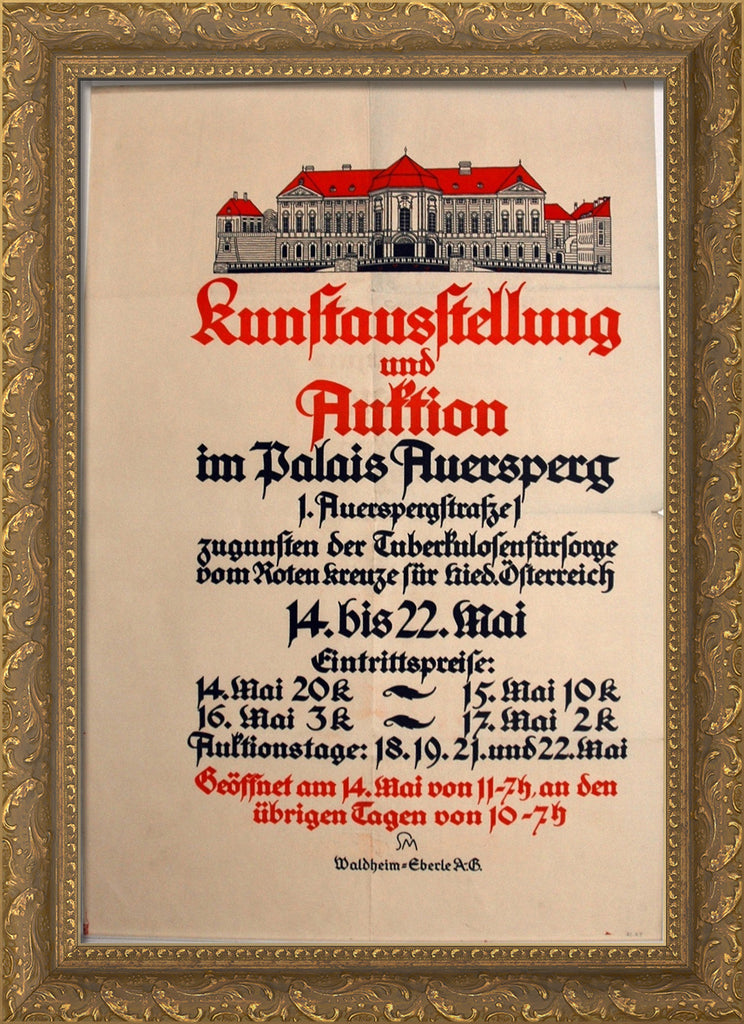 Kunstausstellung
und
Auktion
im Palais Auersperg
1. Auerspergstraße 1
zugunsten der Tuberkulosenfürsorge
vom Roten Kreuze für Nied. Österreich
14. bis 22. Mai
Eintrittspreise:
14. Mai 20 K ~ 15. Mai 10 K
16. Mai 3 K ~ 17. Mai 2 K
Auktionstage: 18. 19. 21. und 22. Mai
Geöffnet am 14. Mai von 11-7h, an den
übrigen Tagen von 10-7h
SM
Waldheim=Eberle A.G.